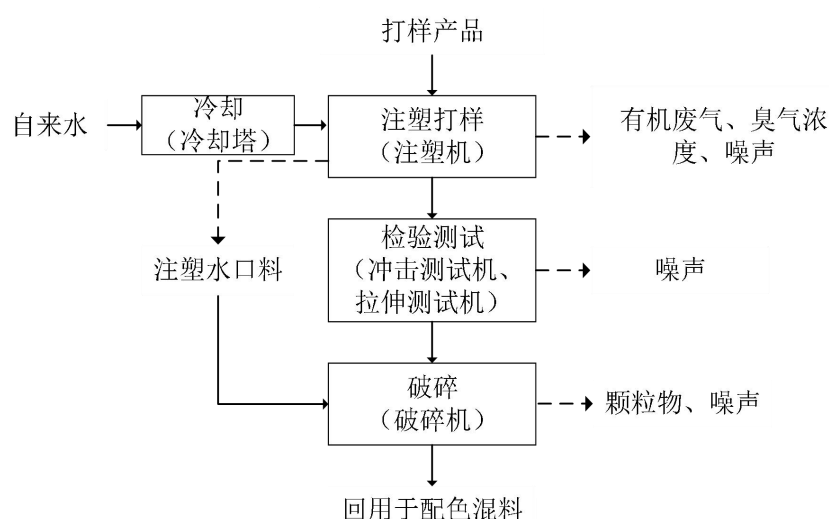 打样产品
自来水
冷却
（冷却塔）
注塑打样
（注塑机）
有机废气、臭气浓
度、噪声
注塑水口料
检验测试
（冲击测试机、
拉伸测试机）
噪声
破碎
（破碎机）
颗粒物、噪声
回用于配色混料